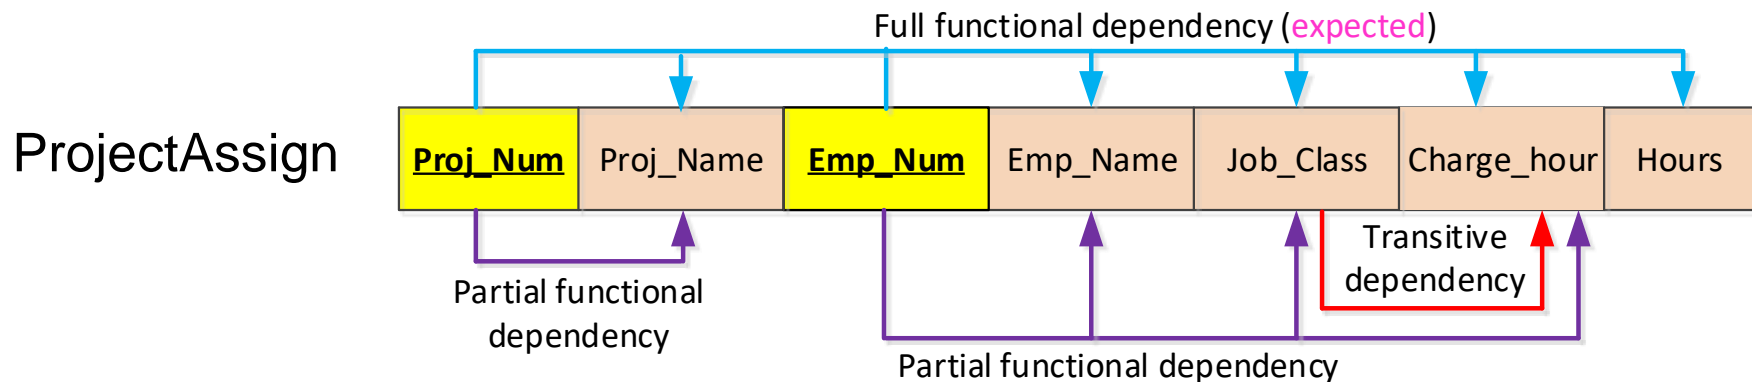 Full functional dependency (expected)
ProjectAssign
Proj_Num Proj_Name Emp_Num Emp_Name Job_Class Charge_hour Hours
Transitive
dependency
Partial functional
dependency
Partial functional dependency